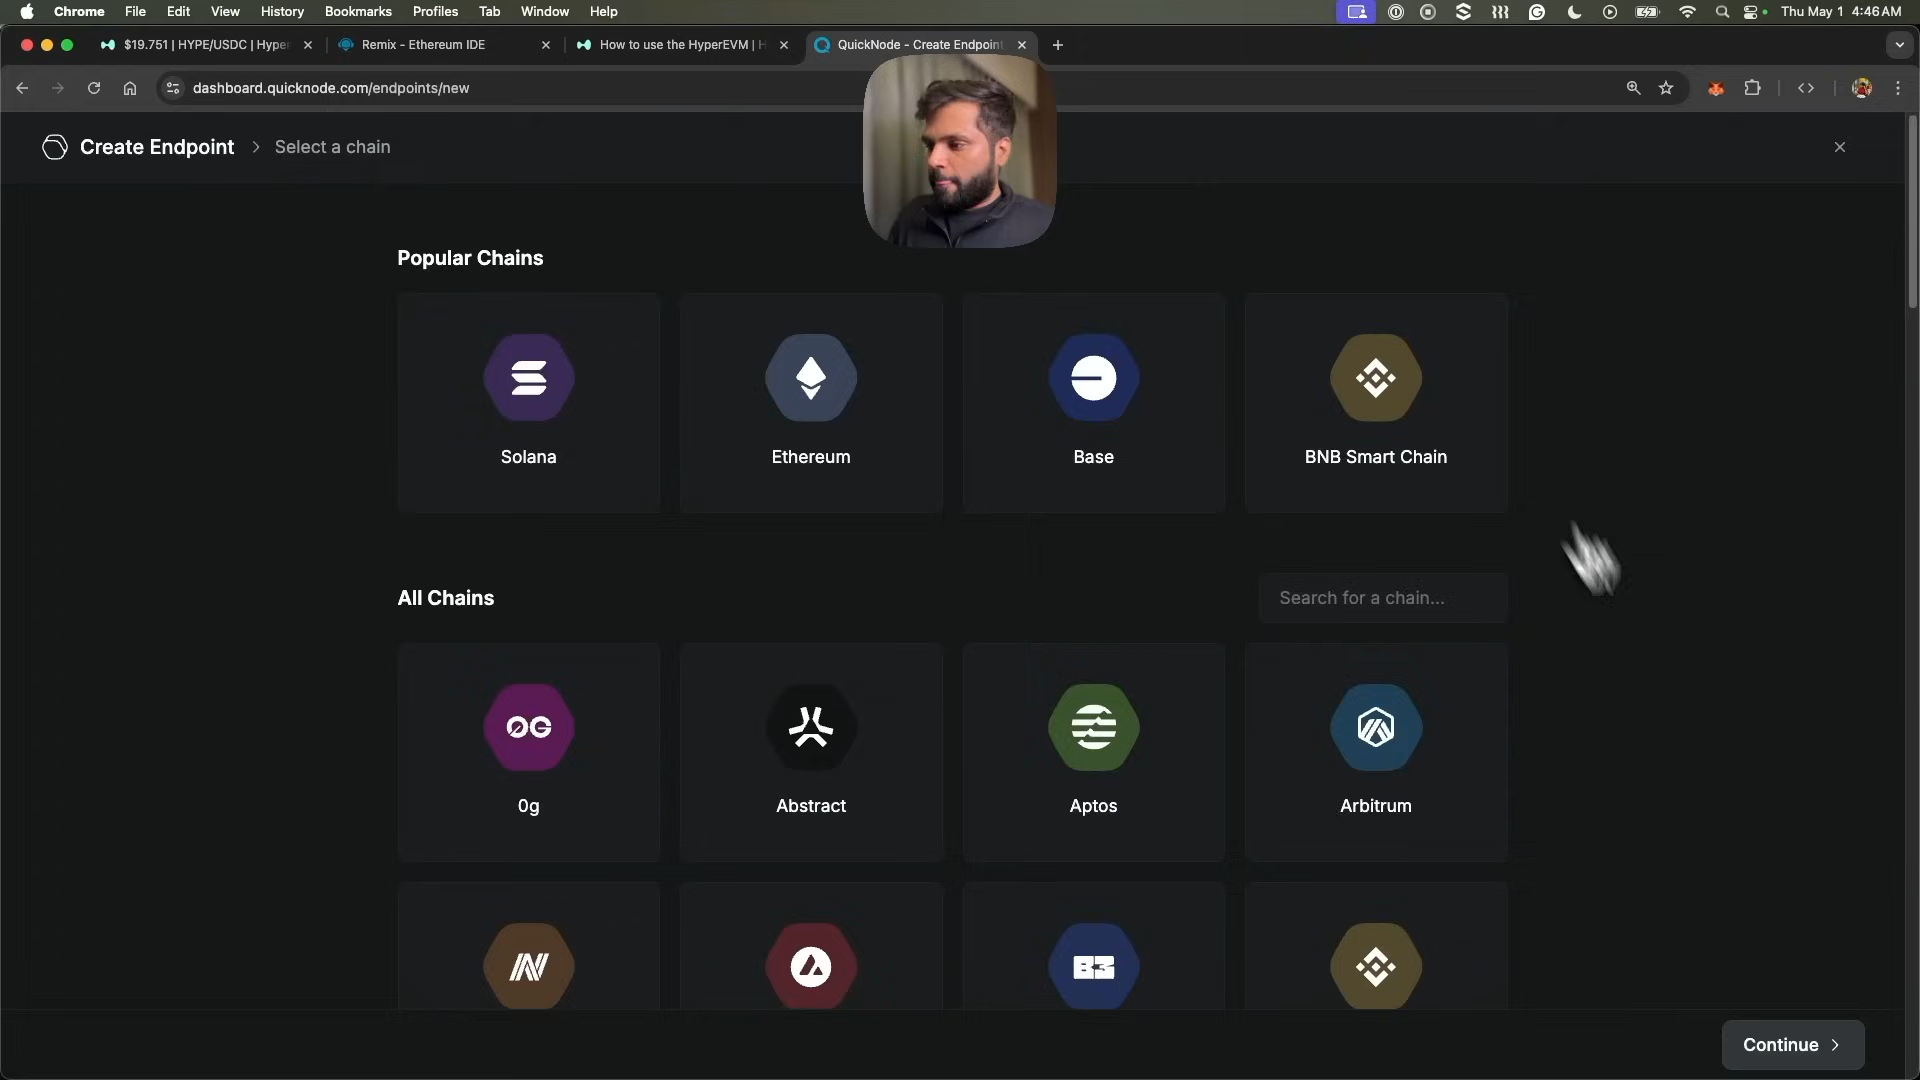 Chrome File Edit View History Bookmarks Profiles Tab Window Help Thu May 1 4:46 AM
$19.751 | HYPE/USDC | Hyper Remix - Ethereum IDE How to use the HyperEVM | H QuickNode - Create Endpoint
dashboard.quicknode.com/endpoints/new
Create Endpoint > Select a chain
Popular Chains
Solana Ethereum Base BNB Smart Chain
All Chains Search for a chain...
0G
0g Abstract Aptos Arbitrum
B3
Continue